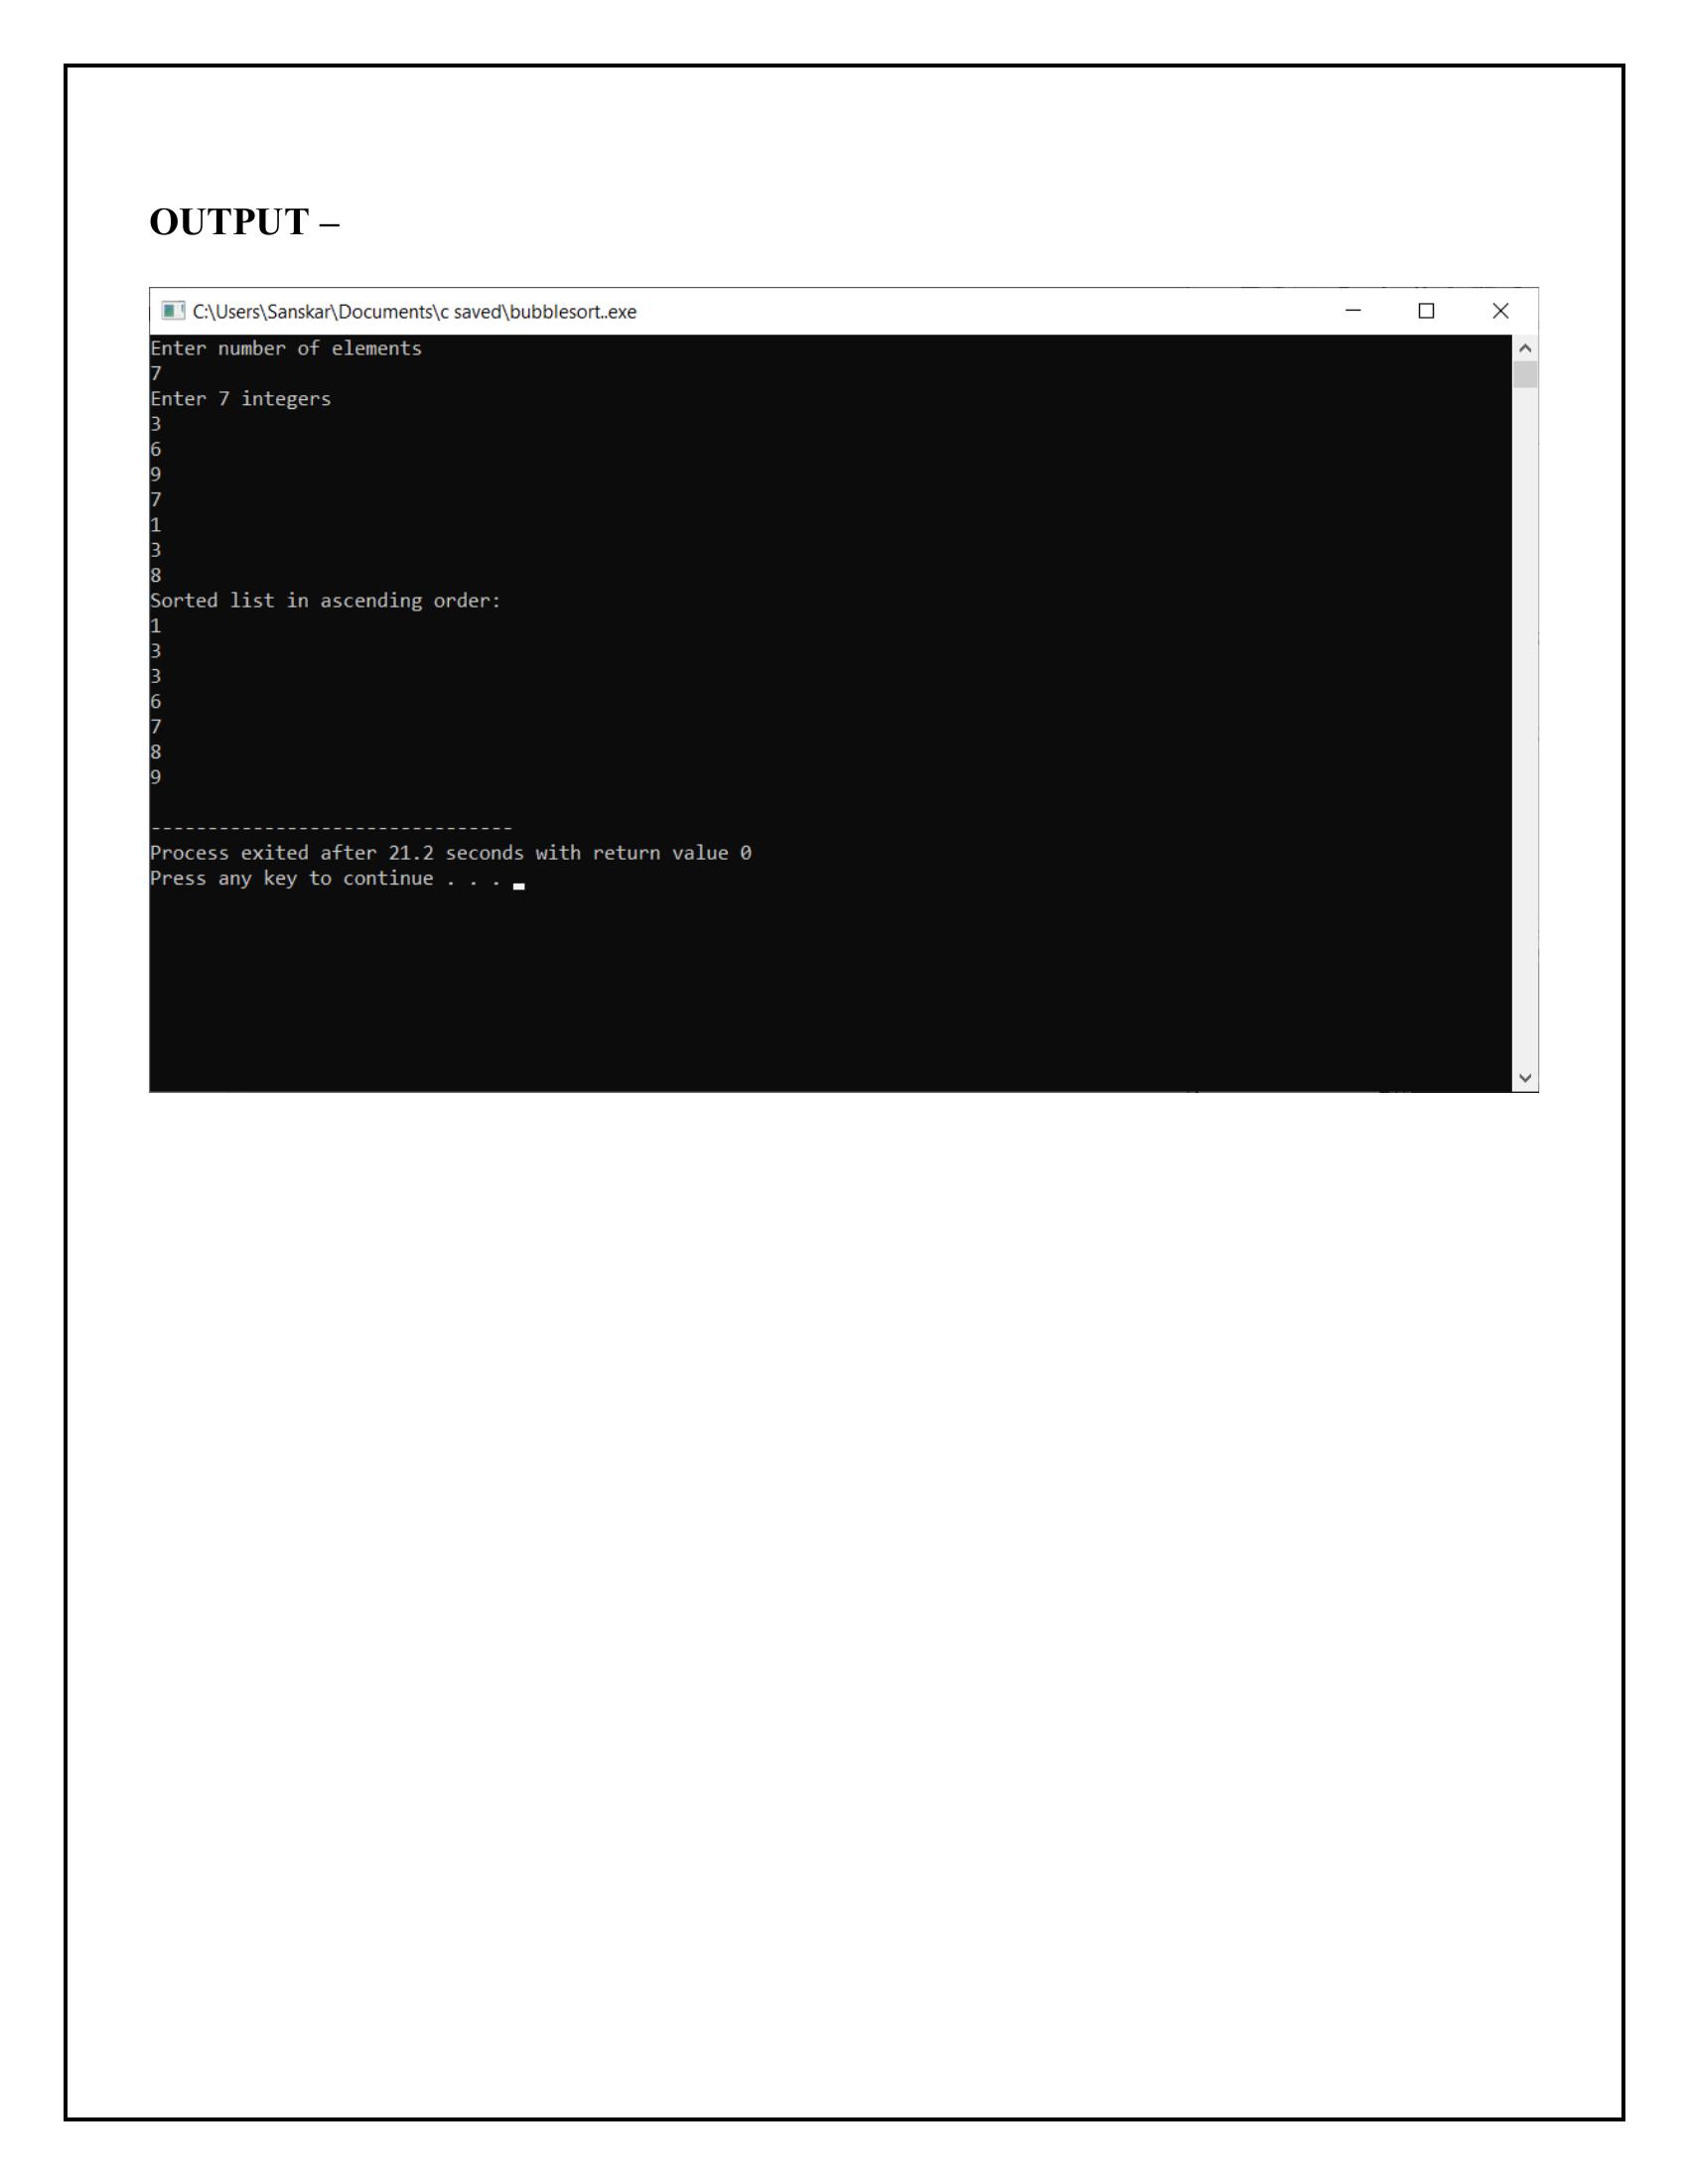 OUTPUT –
C:\Users\Sanskar\Documents\c saved\bubblesort..exe
Enter number of elements
7
Enter 7 integers
3
6
9
7
1
3
8
Sorted list in ascending order:
1
3
3
6
7
8
9
--------------------------------
Process exited after 21.2 seconds with return value 0
Press any key to continue . . .